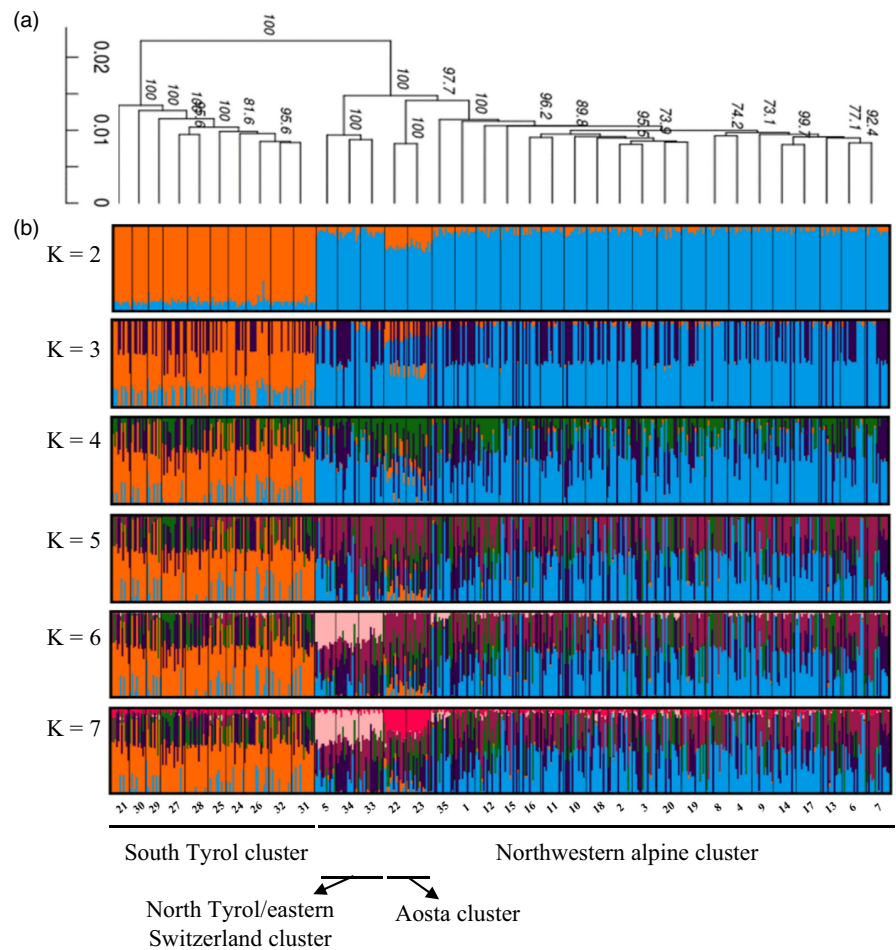 (a)
0.02
0.01
0
100
100 100 100 95.6 100 81.6 95.6
100 100 97.7 100 96.2 89.8 95.5 73.9 74.2 73.1 99.7 77.1 92.4
(b)
K = 2
K = 3
K = 4
K = 5
K = 6
K = 7
21 30 29 27 28 25 24 26 32 31 5 34 33 22 23 35 1 12 15 16 11 10 18 2 3 20 19 8 4 9 14 17 13 6 7
South Tyrol cluster Northwestern alpine cluster
North Tyrol/eastern
Switzerland cluster
Aosta cluster